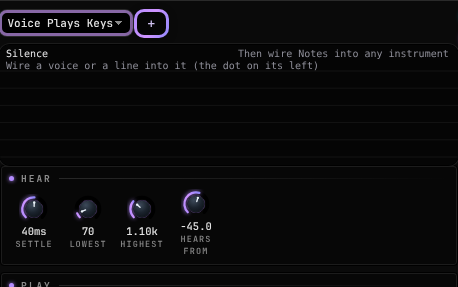 Voice Plays Keys
+
Silence
Then wire Notes into any instrument
Wire a voice or a line into it (the dot on its left)
HEAR
40ms
70
1.10k
-45.0
SETTLE
LOWEST
HIGHEST
HEARS
FROM
PLAY